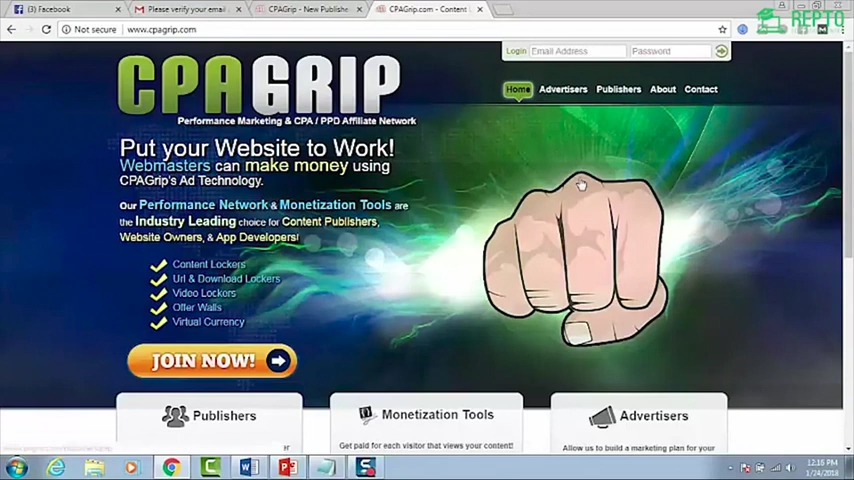 (3) Facebook
Please verify your email
CPAGrip - New Publishe
CPAGrip.com - Content L
REPTO
Not secure
www.cpagrip.com
Login
Email Address
Password
CPAGRIP
Performance Marketing & CPA / PPD Affiliate Network
Home
Advertisers
Publishers
About
Contact
Put your Website to Work!
Webmasters can make money using
CPAGrip's Ad Technology.
Our Performance Network & Monetization Tools are
the Industry Leading choice for Content Publishers,
Website Owners, & App Developers!
Content Lockers
Url & Download Lockers
Video Lockers
Offer Walls
Virtual Currency
JOIN NOW!
Publishers
Monetization Tools
Advertisers
Get paid for each visitor that views your content!
Allow us to build a marketing plan for your
12:16 PM
1/24/2018